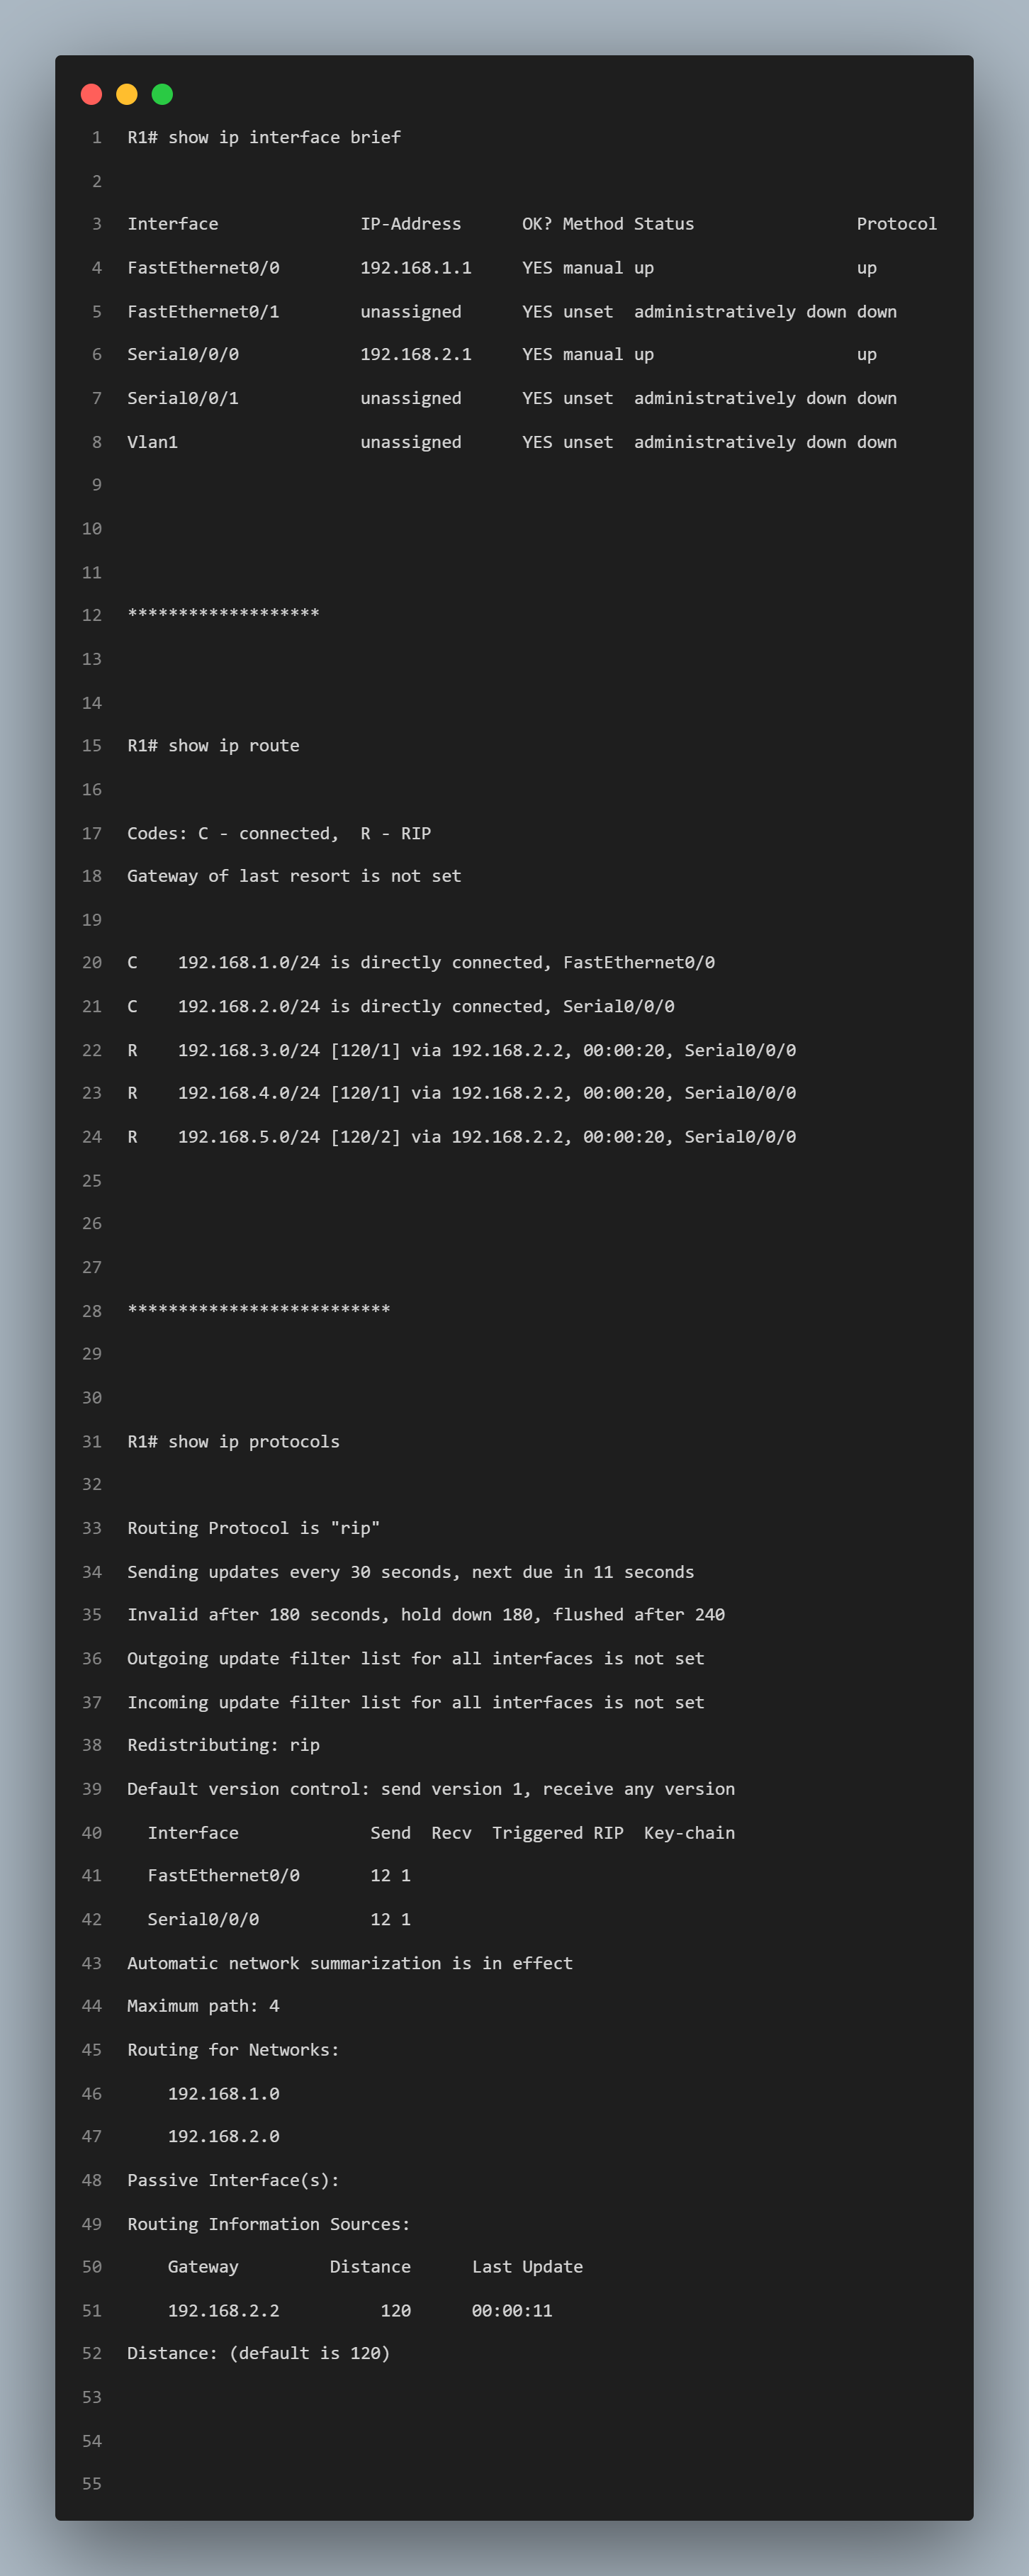 1 R1# show ip interface brief
2
3 Interface              IP-Address      OK? Method Status                Protocol
4 FastEthernet0/0        192.168.1.1     YES manual up                    up
5 FastEthernet0/1        unassigned      YES unset  administratively down down
6 Serial0/0/0            192.168.2.1     YES manual up                    up
7 Serial0/0/1            unassigned      YES unset  administratively down down
8 Vlan1                  unassigned      YES unset  administratively down down
9
10
11
12 *******************
13
14
15 R1# show ip route
16
17 Codes: C - connected,  R - RIP
18 Gateway of last resort is not set
19
20 C    192.168.1.0/24 is directly connected, FastEthernet0/0
21 C    192.168.2.0/24 is directly connected, Serial0/0/0
22 R    192.168.3.0/24 [120/1] via 192.168.2.2, 00:00:20, Serial0/0/0
23 R    192.168.4.0/24 [120/1] via 192.168.2.2, 00:00:20, Serial0/0/0
24 R    192.168.5.0/24 [120/2] via 192.168.2.2, 00:00:20, Serial0/0/0
25
26
27
28 **************************
29
30
31 R1# show ip protocols
32
33 Routing Protocol is "rip"
34 Sending updates every 30 seconds, next due in 11 seconds
35 Invalid after 180 seconds, hold down 180, flushed after 240
36 Outgoing update filter list for all interfaces is not set
37 Incoming update filter list for all interfaces is not set
38 Redistributing: rip
39 Default version control: send version 1, receive any version
40   Interface             Send  Recv  Triggered RIP  Key-chain
41   FastEthernet0/0       12 1
42   Serial0/0/0           12 1
43 Automatic network summarization is in effect
44 Maximum path: 4
45 Routing for Networks:
46     192.168.1.0
47     192.168.2.0
48 Passive Interface(s):
49 Routing Information Sources:
50     Gateway         Distance      Last Update
51     192.168.2.2          120      00:00:11
52 Distance: (default is 120)
53
54
55